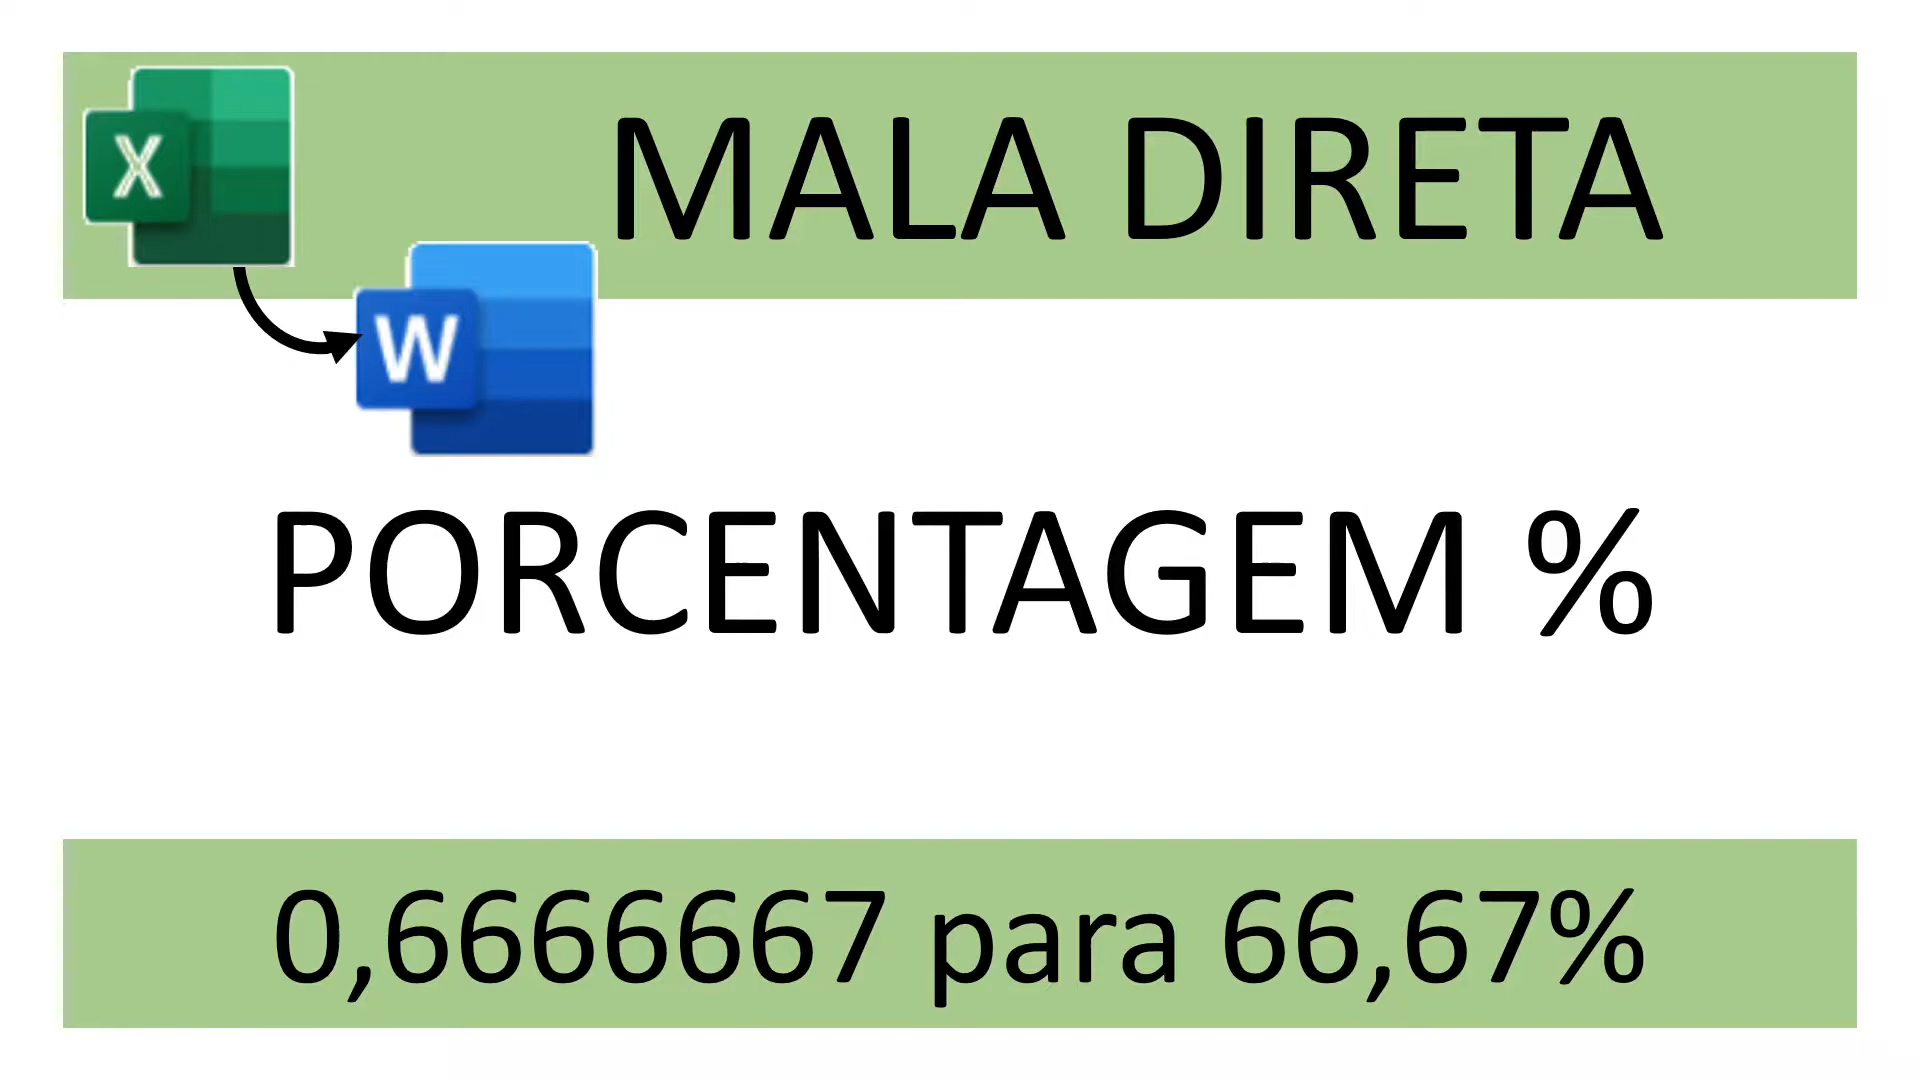 X
MALA DIRETA
W
PORCENTAGEM %
0,6666667 para 66,67%